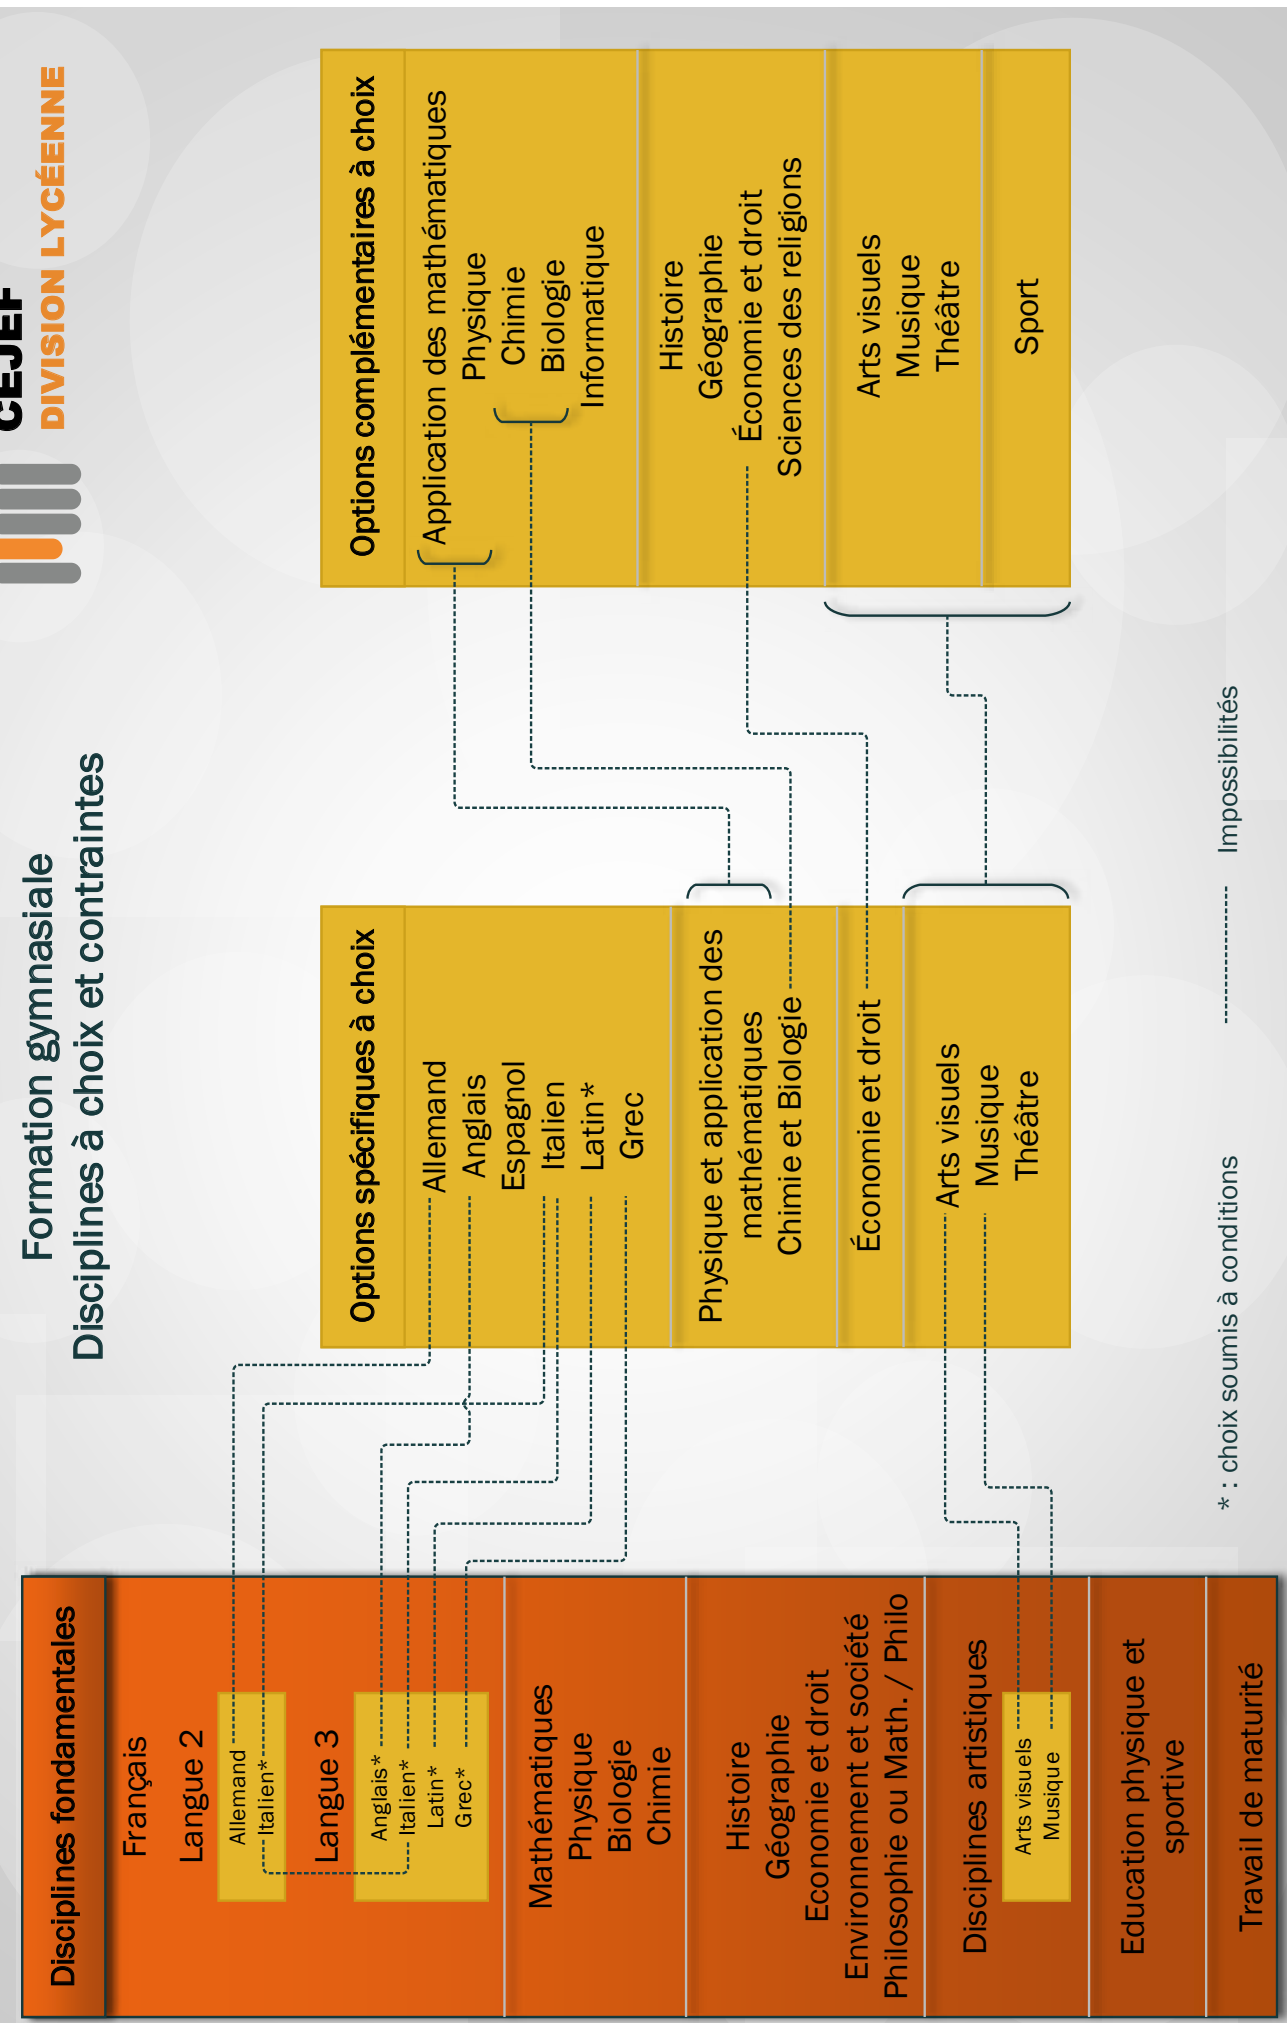 Formation gymnasiale
Disciplines à choix et contraintes
CEJEF
DIVISION LYCÉENNE
Disciplines fondamentales
Français
Langue 2
Allemand
Italien*
Langue 3
Anglais*
Italien*
Latin*
Grec*
Mathématiques
Physique
Biologie
Chimie
Histoire
Géographie
Economie et droit
Environnement et société
Philosophie ou Math. / Philo
Disciplines artistiques
Arts visuels
Musique
Education physique et
sportive
Travail de maturité
Options spécifiques à choix
Allemand
Anglais
Espagnol
Italien
Latin*
Grec
Physique et application des
mathématiques
Chimie et Biologie
Économie et droit
Arts visuels
Musique
Théâtre
Options complémentaires à choix
Application des mathématiques
Physique
Chimie
Biologie
Informatique
Histoire
Géographie
Économie et droit
Sciences des religions
Arts visuels
Musique
Théâtre
Sport
* : choix soumis à conditions
Impossibilités